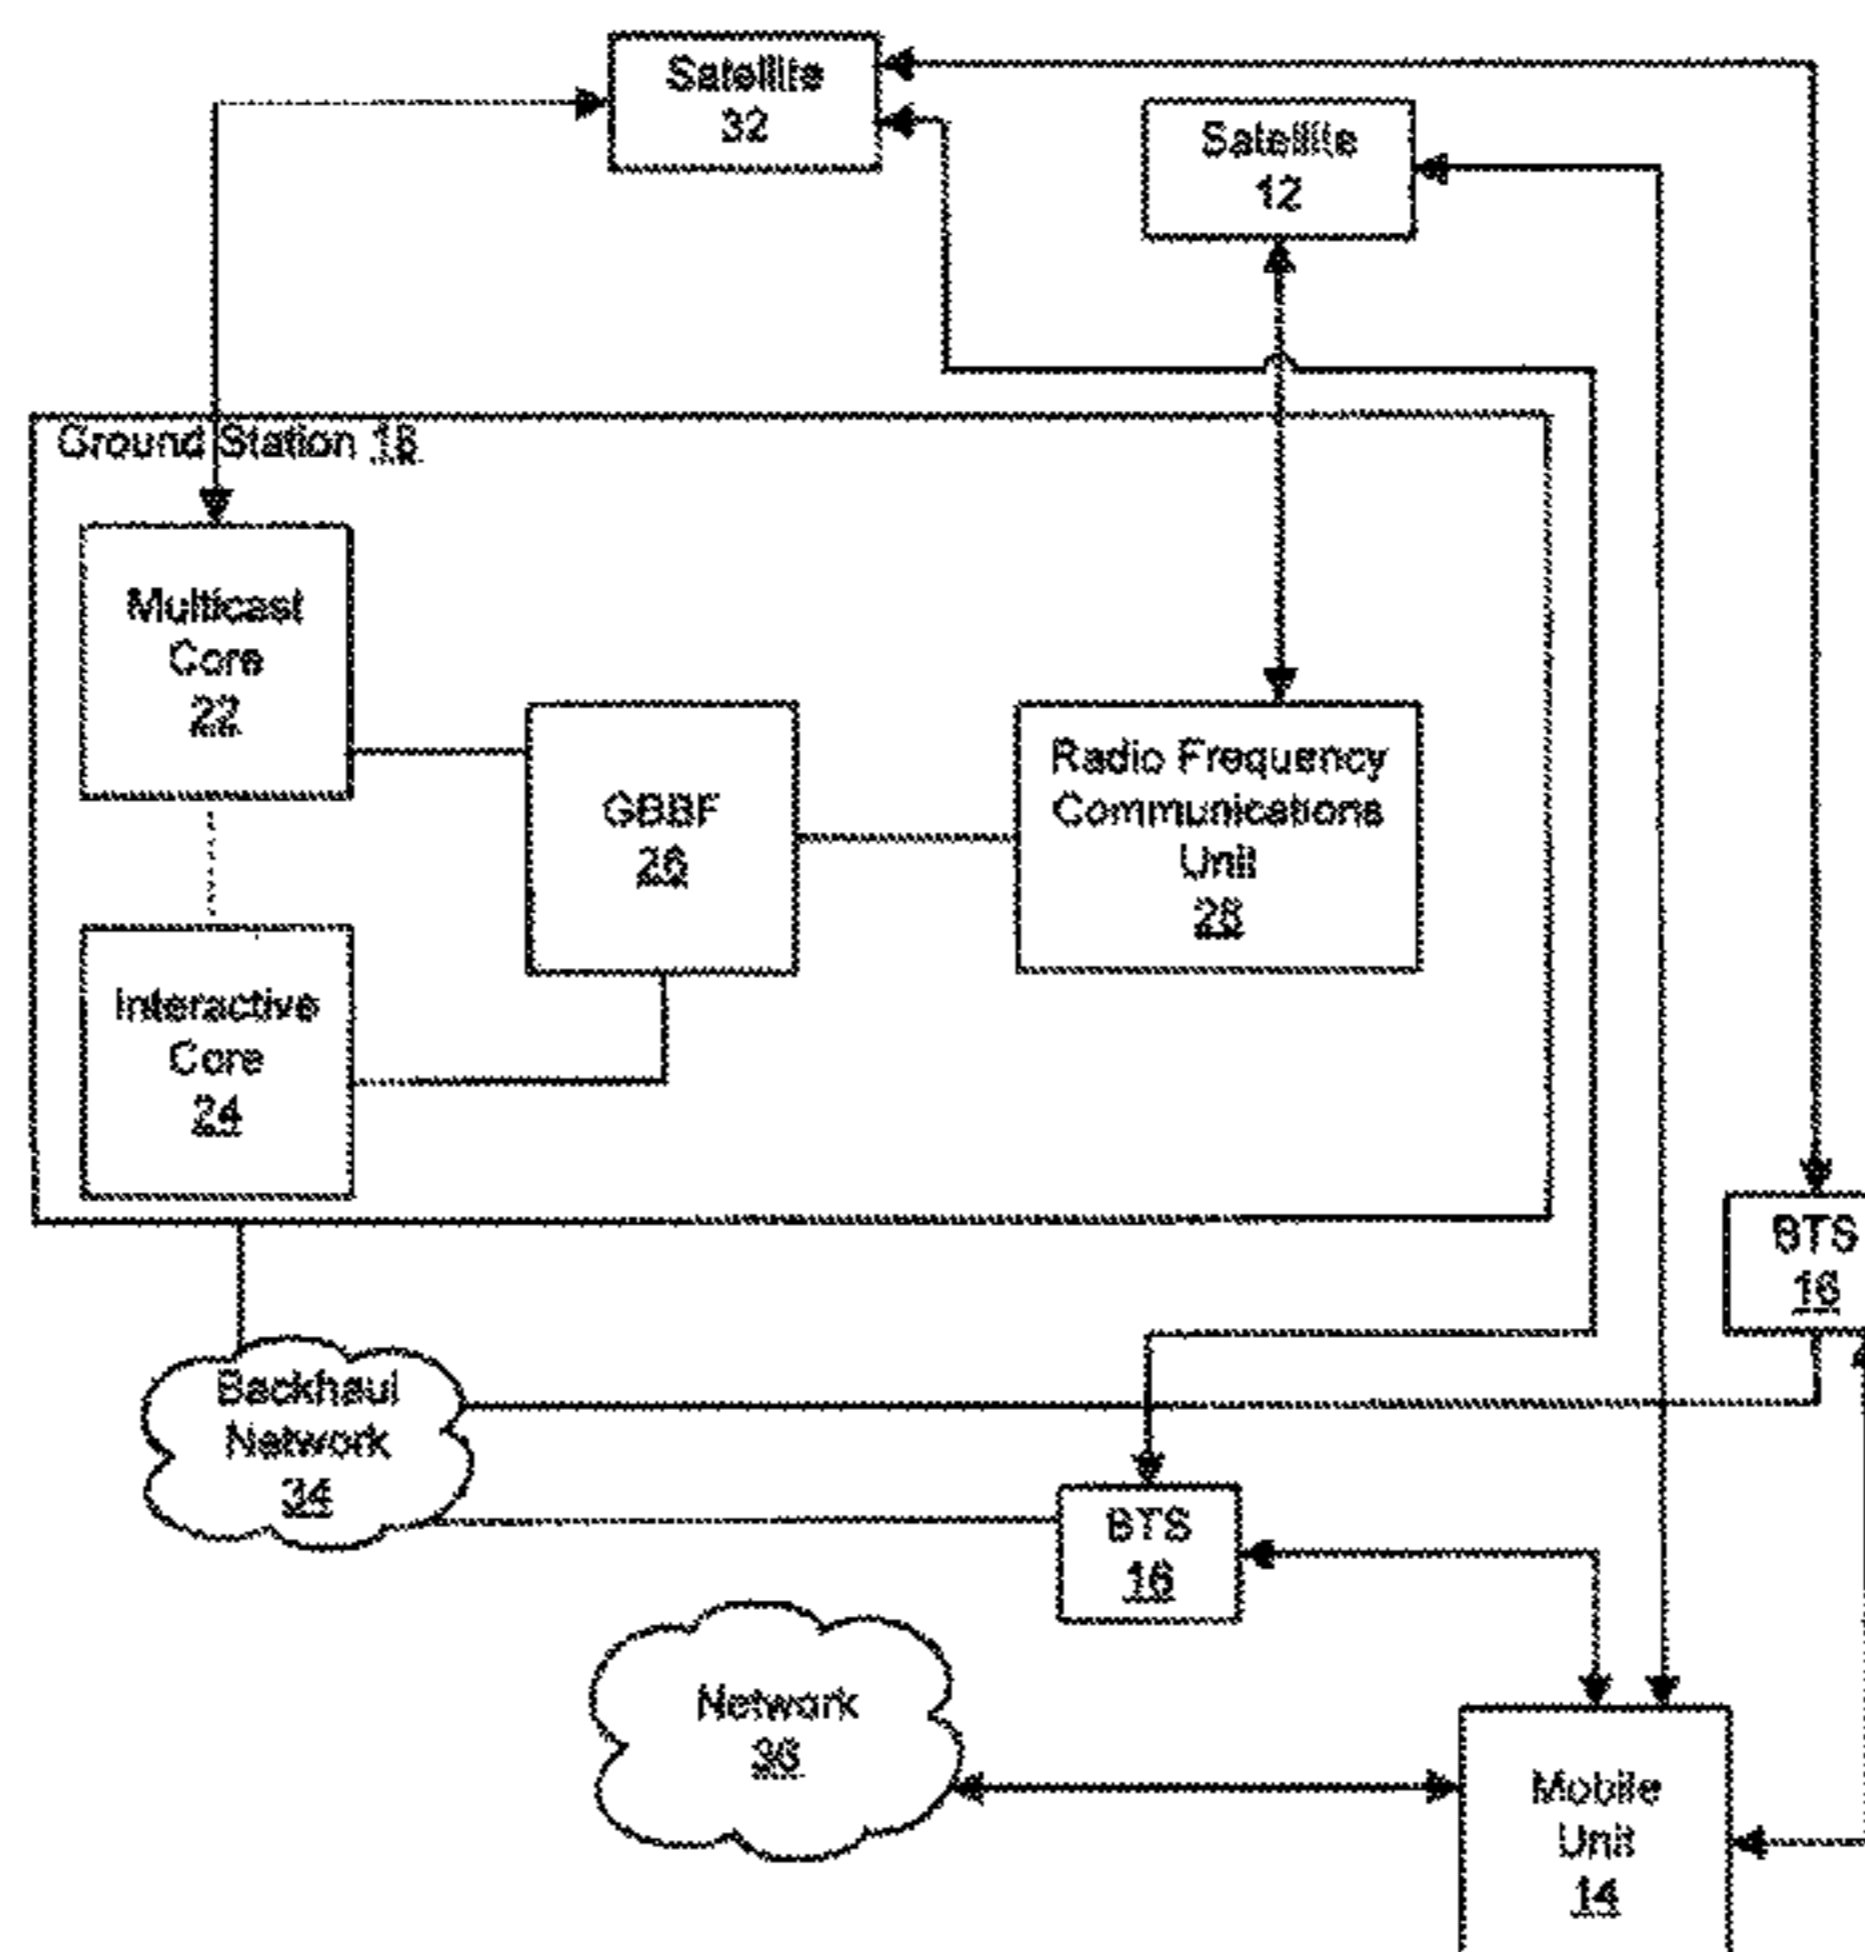 Satellite
32
Satellite
12
Ground Station 18
Multicast
Core
22
GBBF
26
Radio Frequency
Communications
Unit
28
Interactive
Core
24
BTS
16
Backhaul
Network
34
BTS
16
Network
36
Mobile
Unit
14